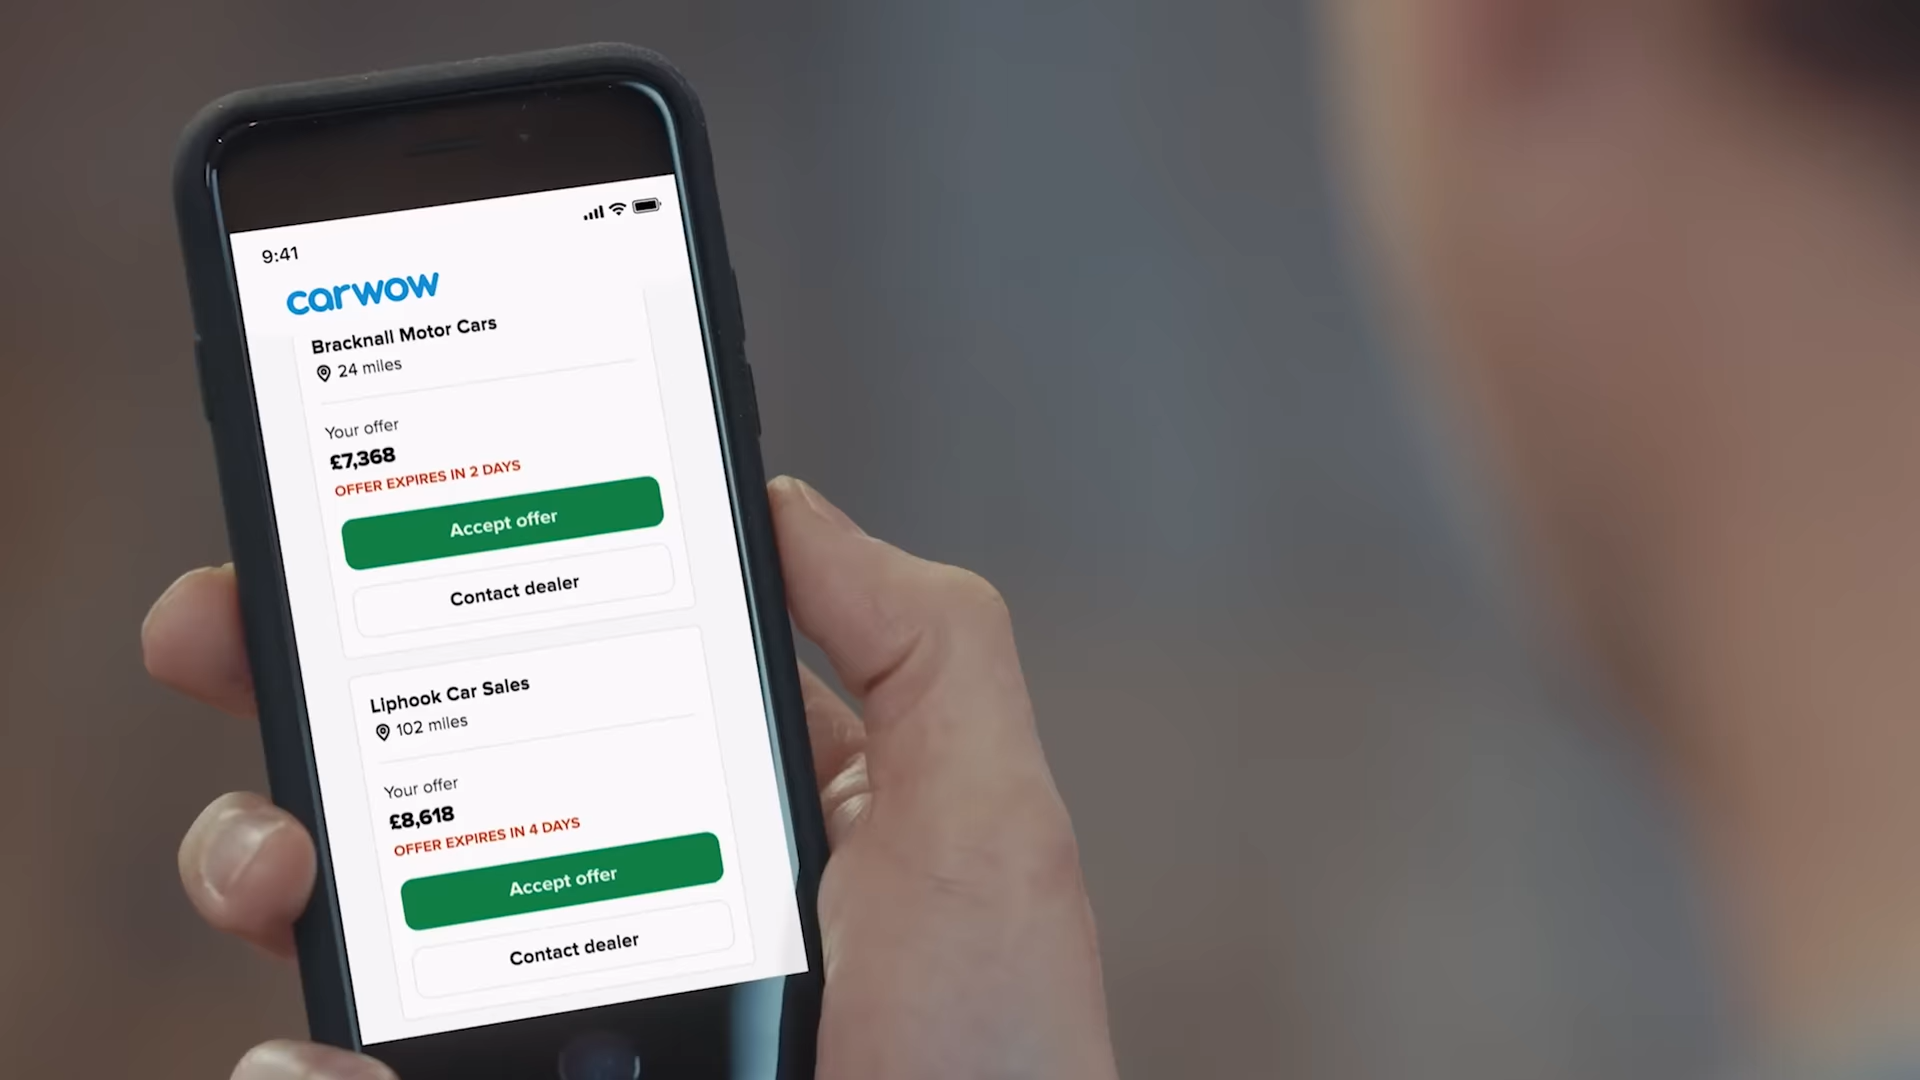 9:41
carwow
Bracknall Motor Cars
24 miles
Your offer
£7,368
OFFER EXPIRES IN 2 DAYS
Accept offer
Contact dealer
Liphook Car Sales
102 miles
Your offer
£8,618
OFFER EXPIRES IN 4 DAYS
Accept offer
Contact dealer